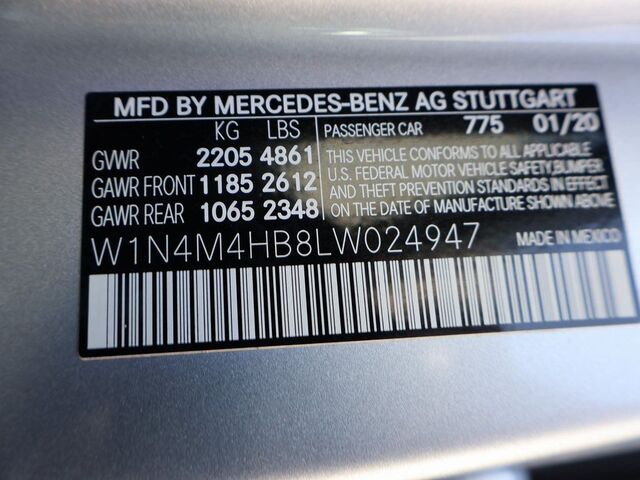 MFD BY MERCEDES-BENZ AG STUTTGART
KG LBS PASSENGER CAR 775 01/20
GVWR 2205 4861 THIS VEHICLE CONFORMS TO ALL APPLICABLE
GAWR FRONT 1185 2612 U.S. FEDERAL MOTOR VEHICLE SAFETY, BUMPER
AND THEFT PREVENTION STANDARDS IN EFFECT
GAWR REAR 1065 2348 ON THE DATE OF MANUFACTURE SHOWN ABOVE
W1N4M4HB8LW024947 MADE IN MEXICO